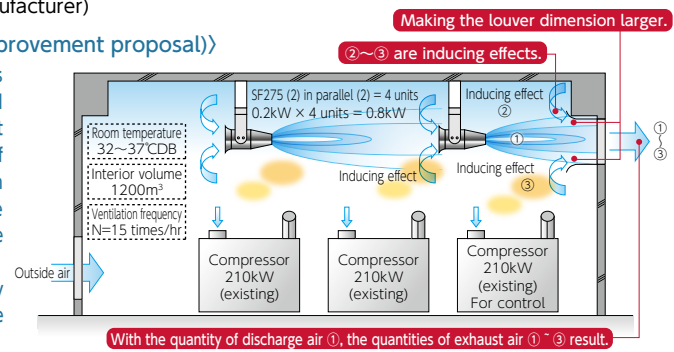 ufacturer)
provement proposal)〉
Making the louver dimension larger.
②〜③ are inducing effects.
SF275 (2) in parallel (2) = 4 units
0.2kW × 4 units = 0.8kW
Inducing effect
②
①
Inducing effect
Inducing effect
③
①
〜
③
Room temperature
32〜37℃DB
Interior volume
1200m³
Ventilation frequency
N=15 times/hr
Outside air
Compressor
210kW
(existing)
Compressor
210kW
(existing)
Compressor
210kW
(existing)
For control
With the quantity of discharge air ①, the quantities of exhaust air ① ˜ ③ result.